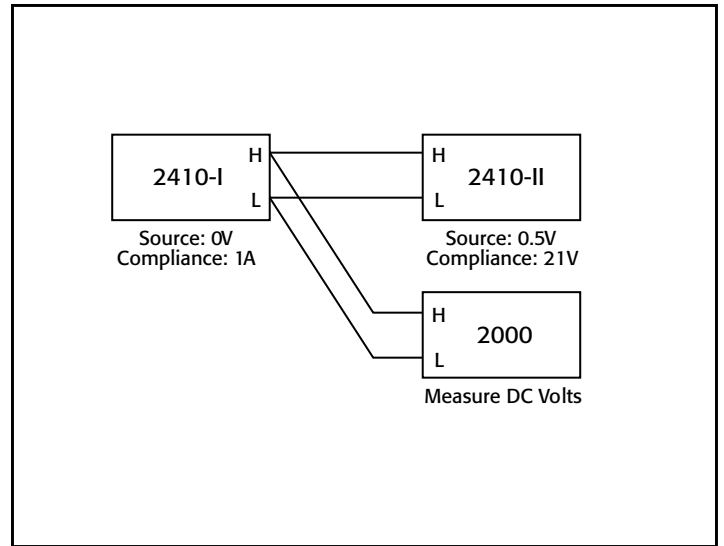 H
H
2410-I
2410-II
L
L
Source: 0V
Compliance: 1A
Source: 0.5V
Compliance: 21V
H
2000
L
Measure DC Volts